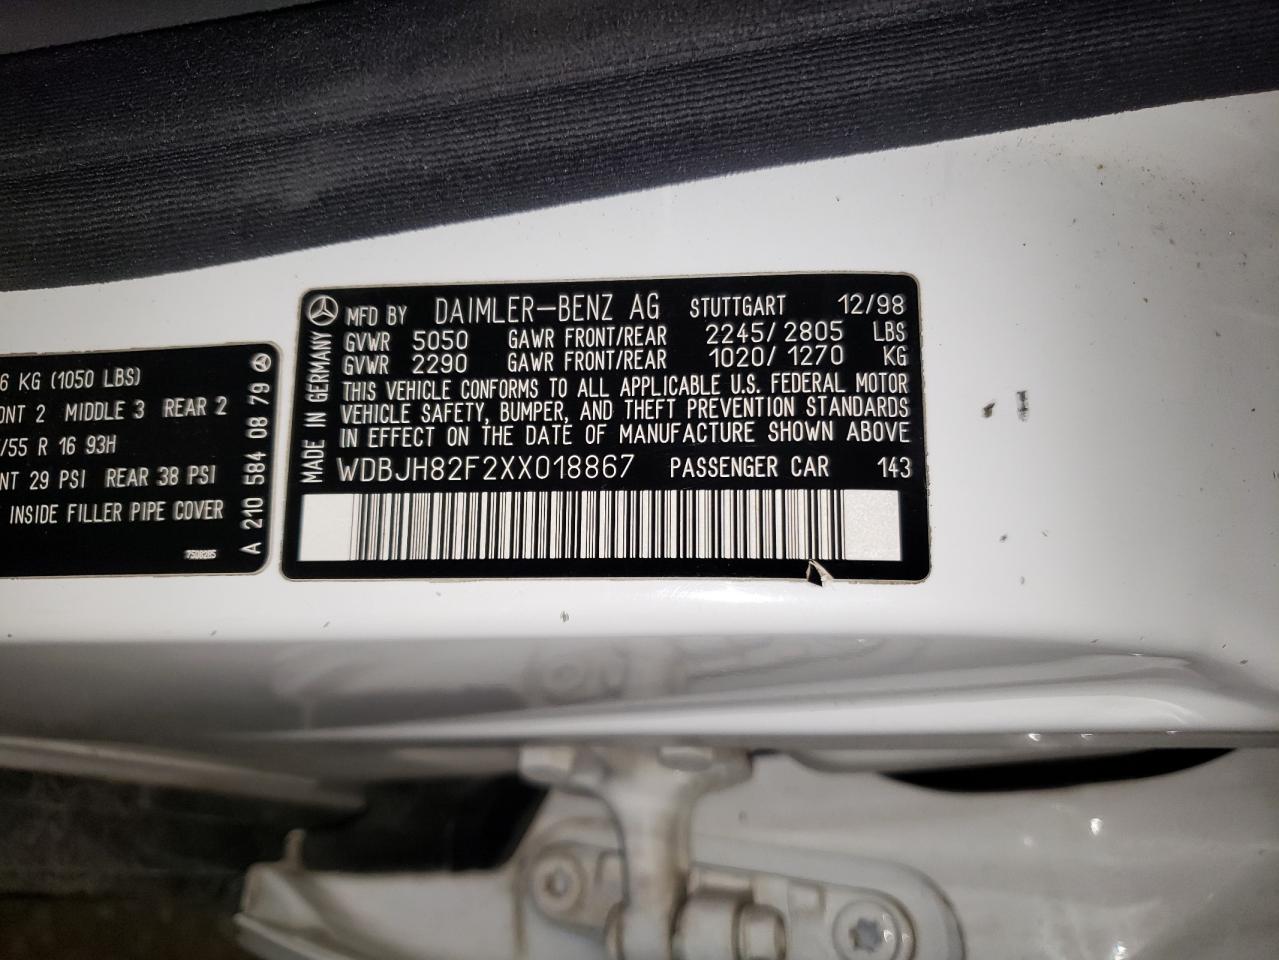 6 KG (1050 LBS)
ONT 2 MIDDLE 3 REAR 2
/55 R 16 93H
NT 29 PSI REAR 38 PSI
INSIDE FILLER PIPE COVER
A 210 584 08 79
MADE IN GERMANY
MFD BY DAIMLER-BENZ AG STUTTGART 12/98
GVWR 5050 GAWR FRONT/REAR 2245/2805 LBS
GVWR 2290 GAWR FRONT/REAR 1020/1270 KG
THIS VEHICLE CONFORMS TO ALL APPLICABLE U.S. FEDERAL MOTOR
VEHICLE SAFETY, BUMPER, AND THEFT PREVENTION STANDARDS
IN EFFECT ON THE DATE OF MANUFACTURE SHOWN ABOVE
WDBJH82F2XX018867 PASSENGER CAR 143